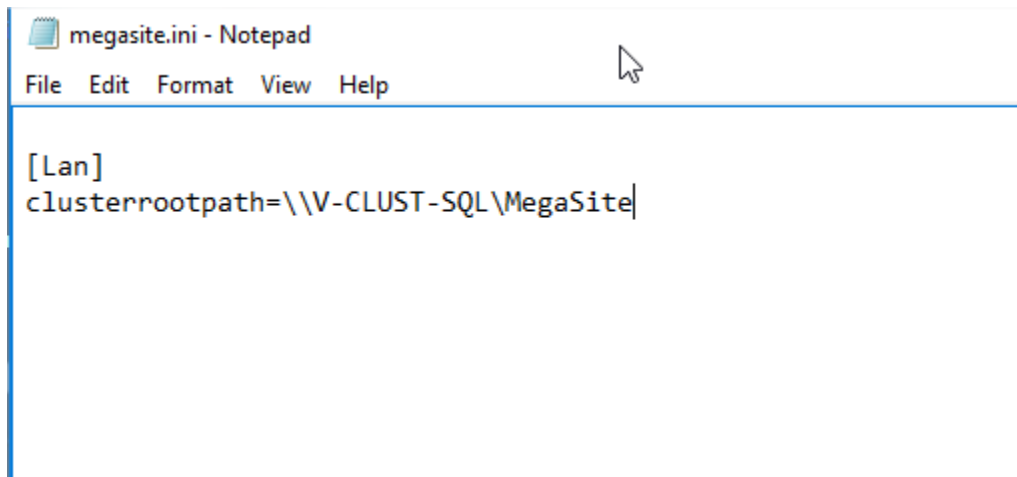 megasite.ini - Notepad
File Edit Format View Help
[Lan]
clusterrootpath=\\V-CLUST-SQL\MegaSite